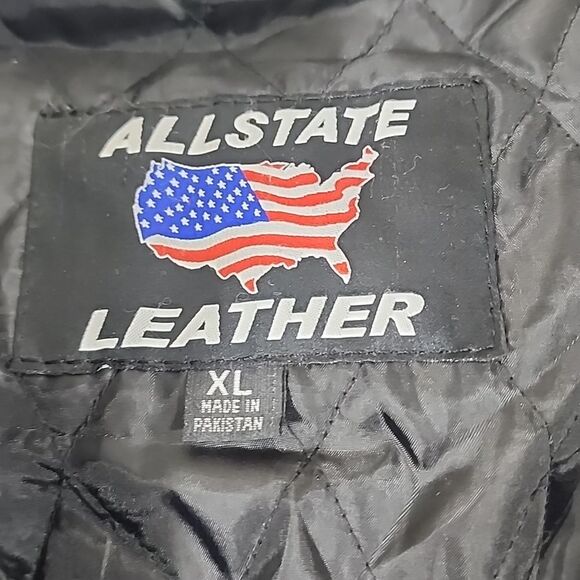 ALLSTATE
LEATHER
XL
MADE IN
PAKISTAN